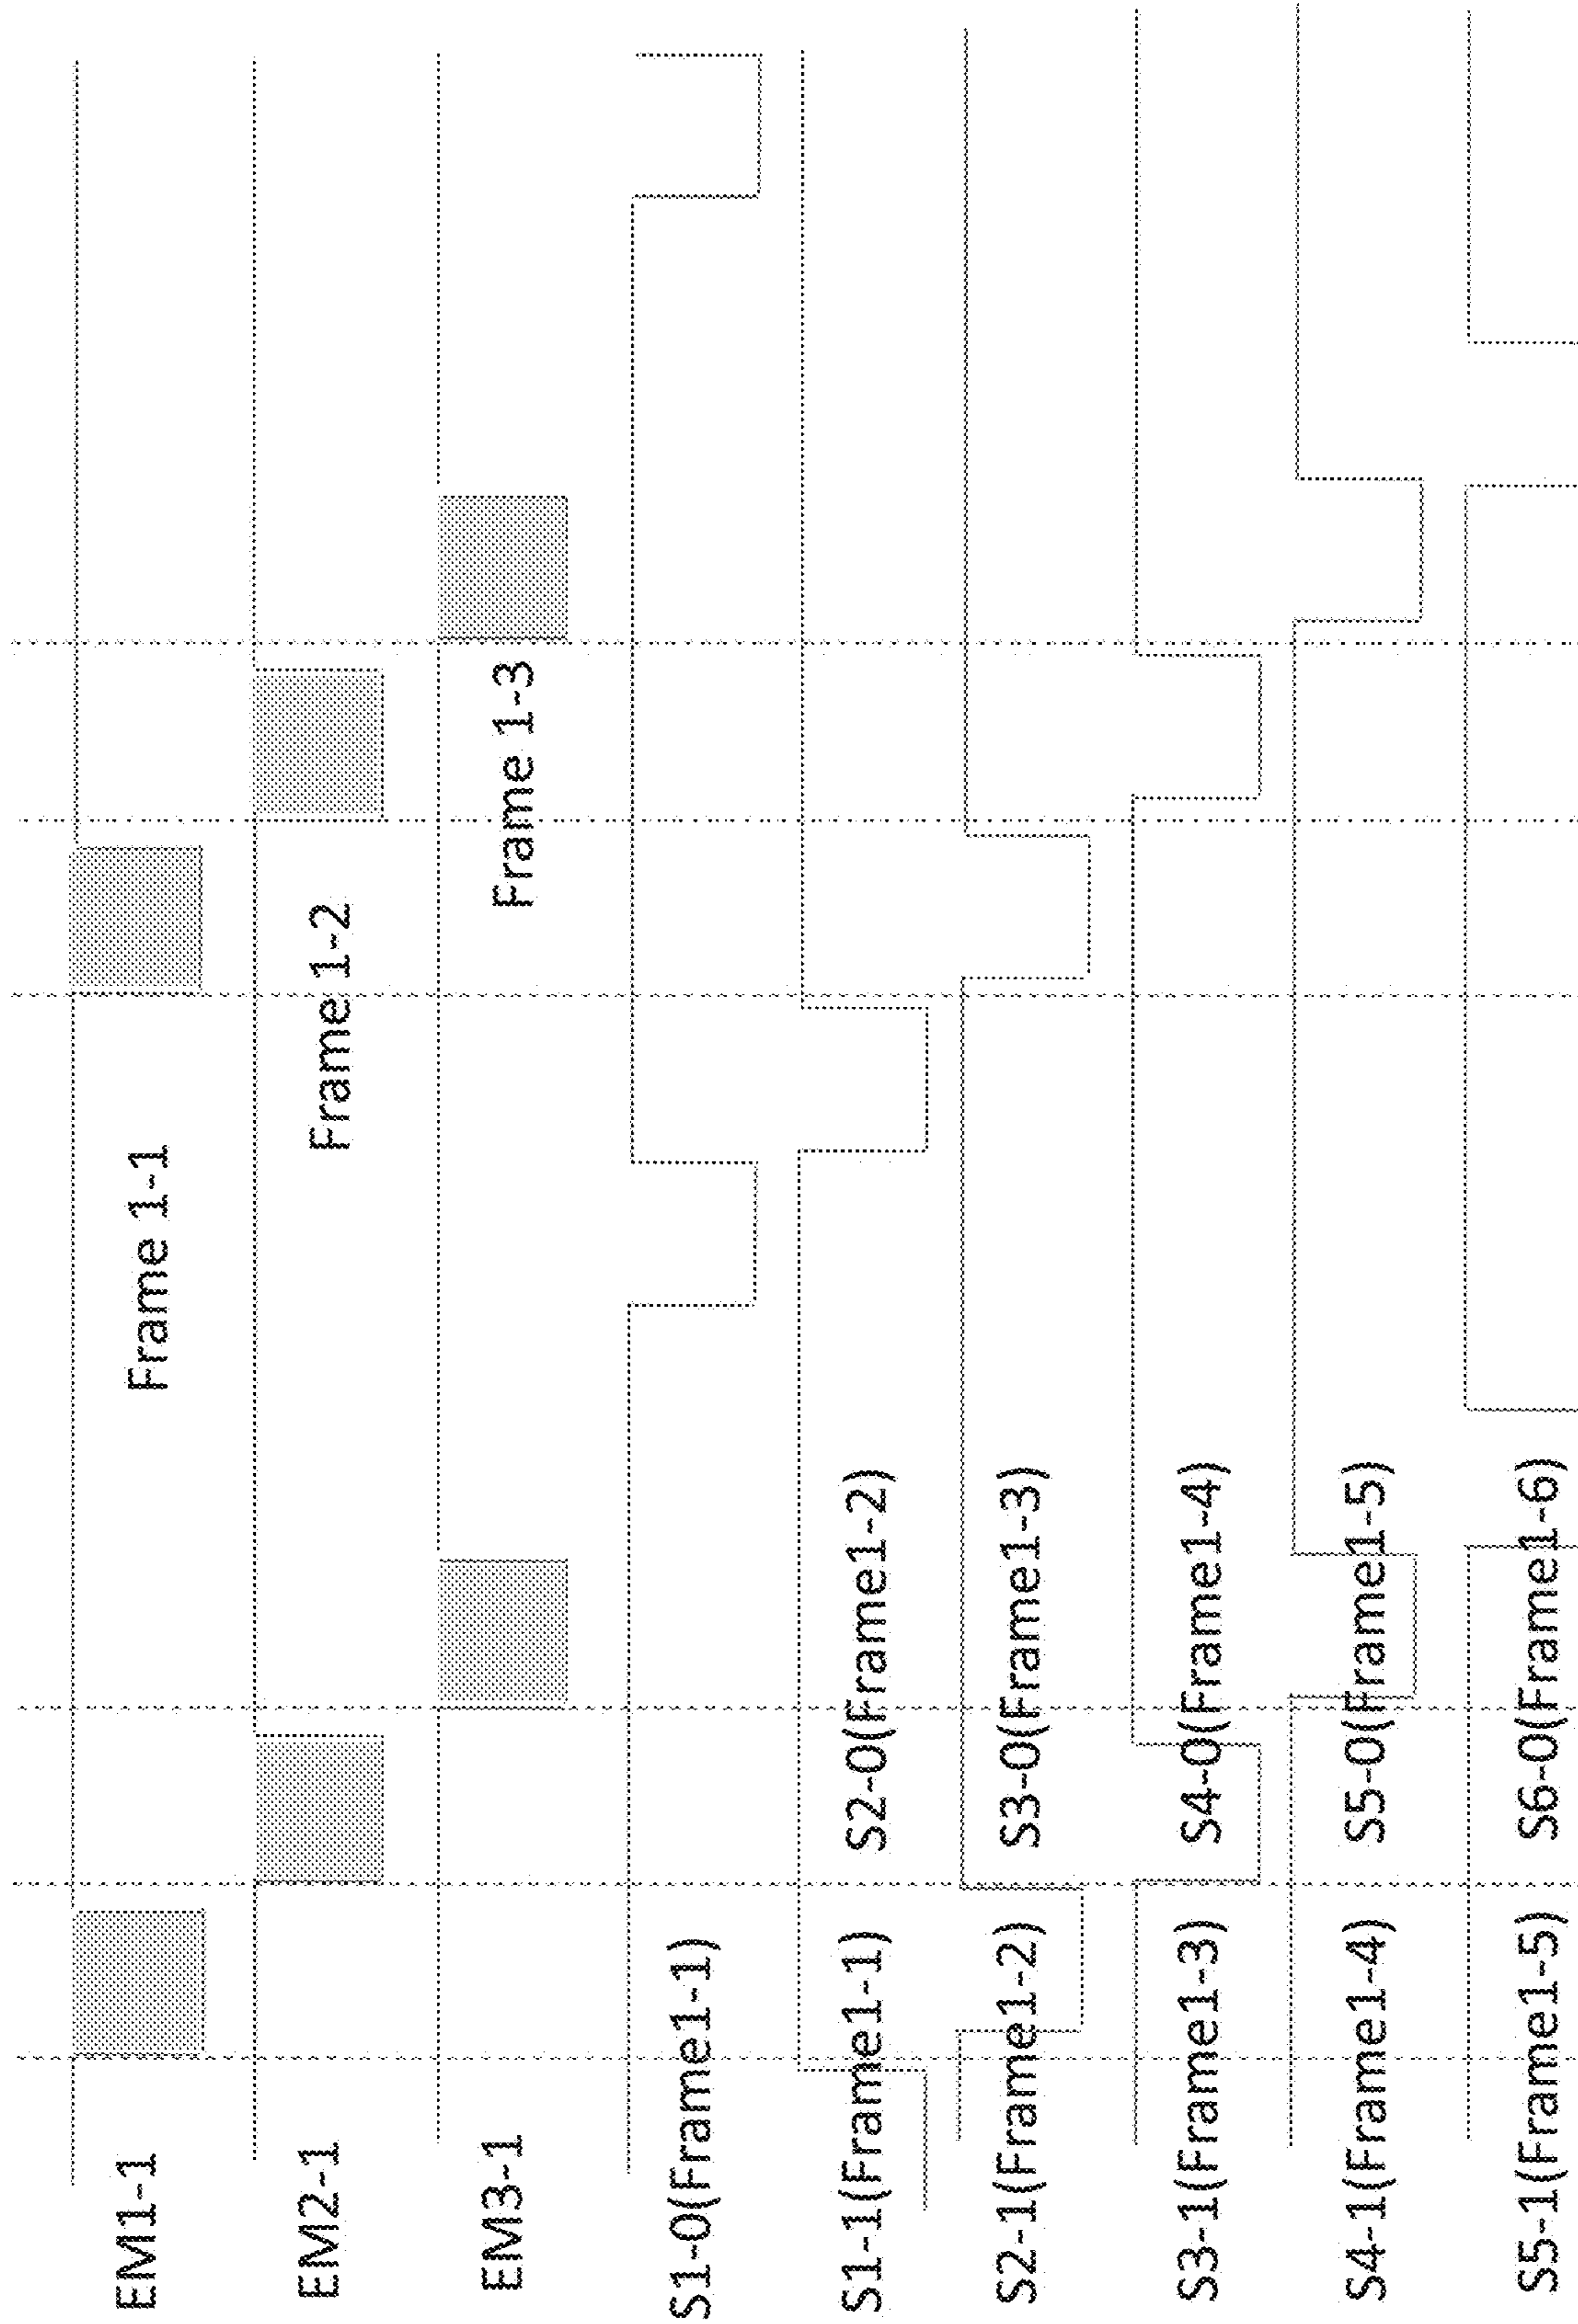 EM1-1
Frame 1-1
EM2-1
Frame 1-2
EM3-1
Frame 1-3
S1-0(Frame1-1)
S1-1(Frame1-1)
S2-0(Frame1-2)
S2-1(Frame1-2)
S3-0(Frame1-3)
S3-1(Frame1-3)
S4-0(Frame1-4)
S4-1(Frame1-4)
S5-0(Frame1-5)
S5-1(Frame1-5)
S6-0(Frame1-6)